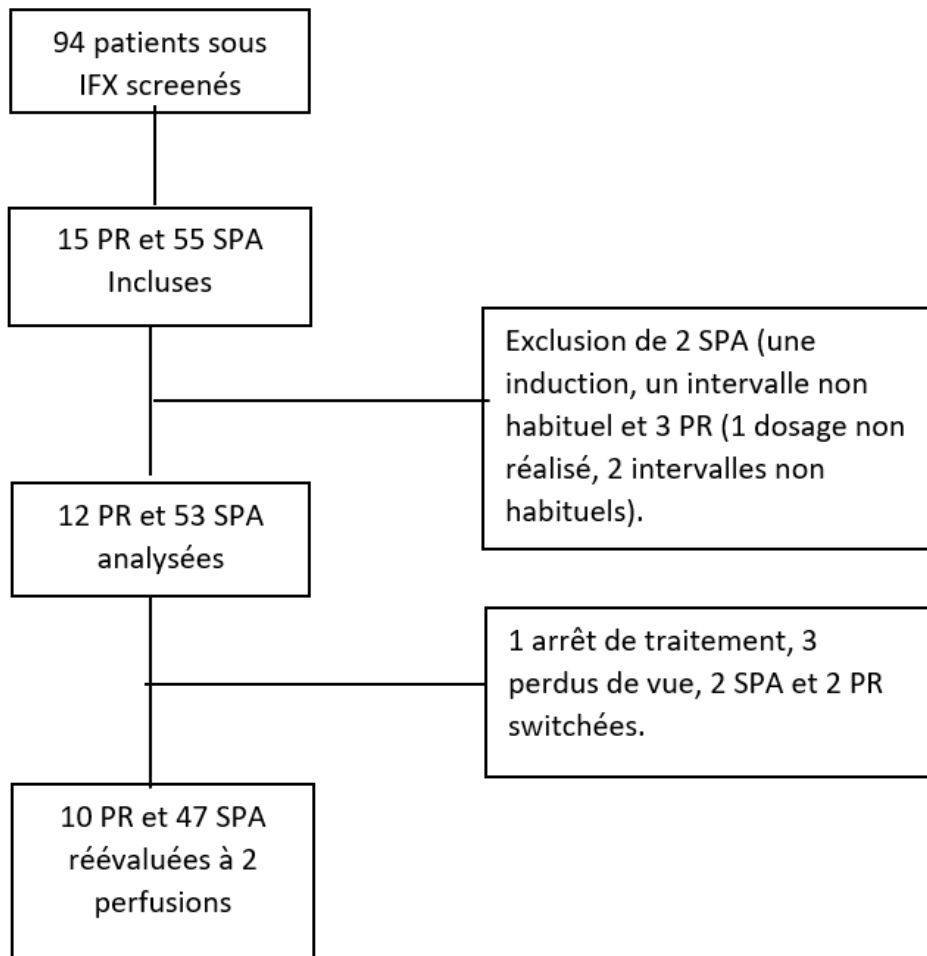 94 patients sous
IFX screenés
15 PR et 55 SPA
Incluses
Exclusion de 2 SPA (une
induction, un intervalle non
habituel et 3 PR (1 dosage non
réalisé, 2 intervalles non
habituels).
12 PR et 53 SPA
analysées
1 arrêt de traitement, 3
perdus de vue, 2 SPA et 2 PR
switchées.
10 PR et 47 SPA
réévaluées à 2
perfusions